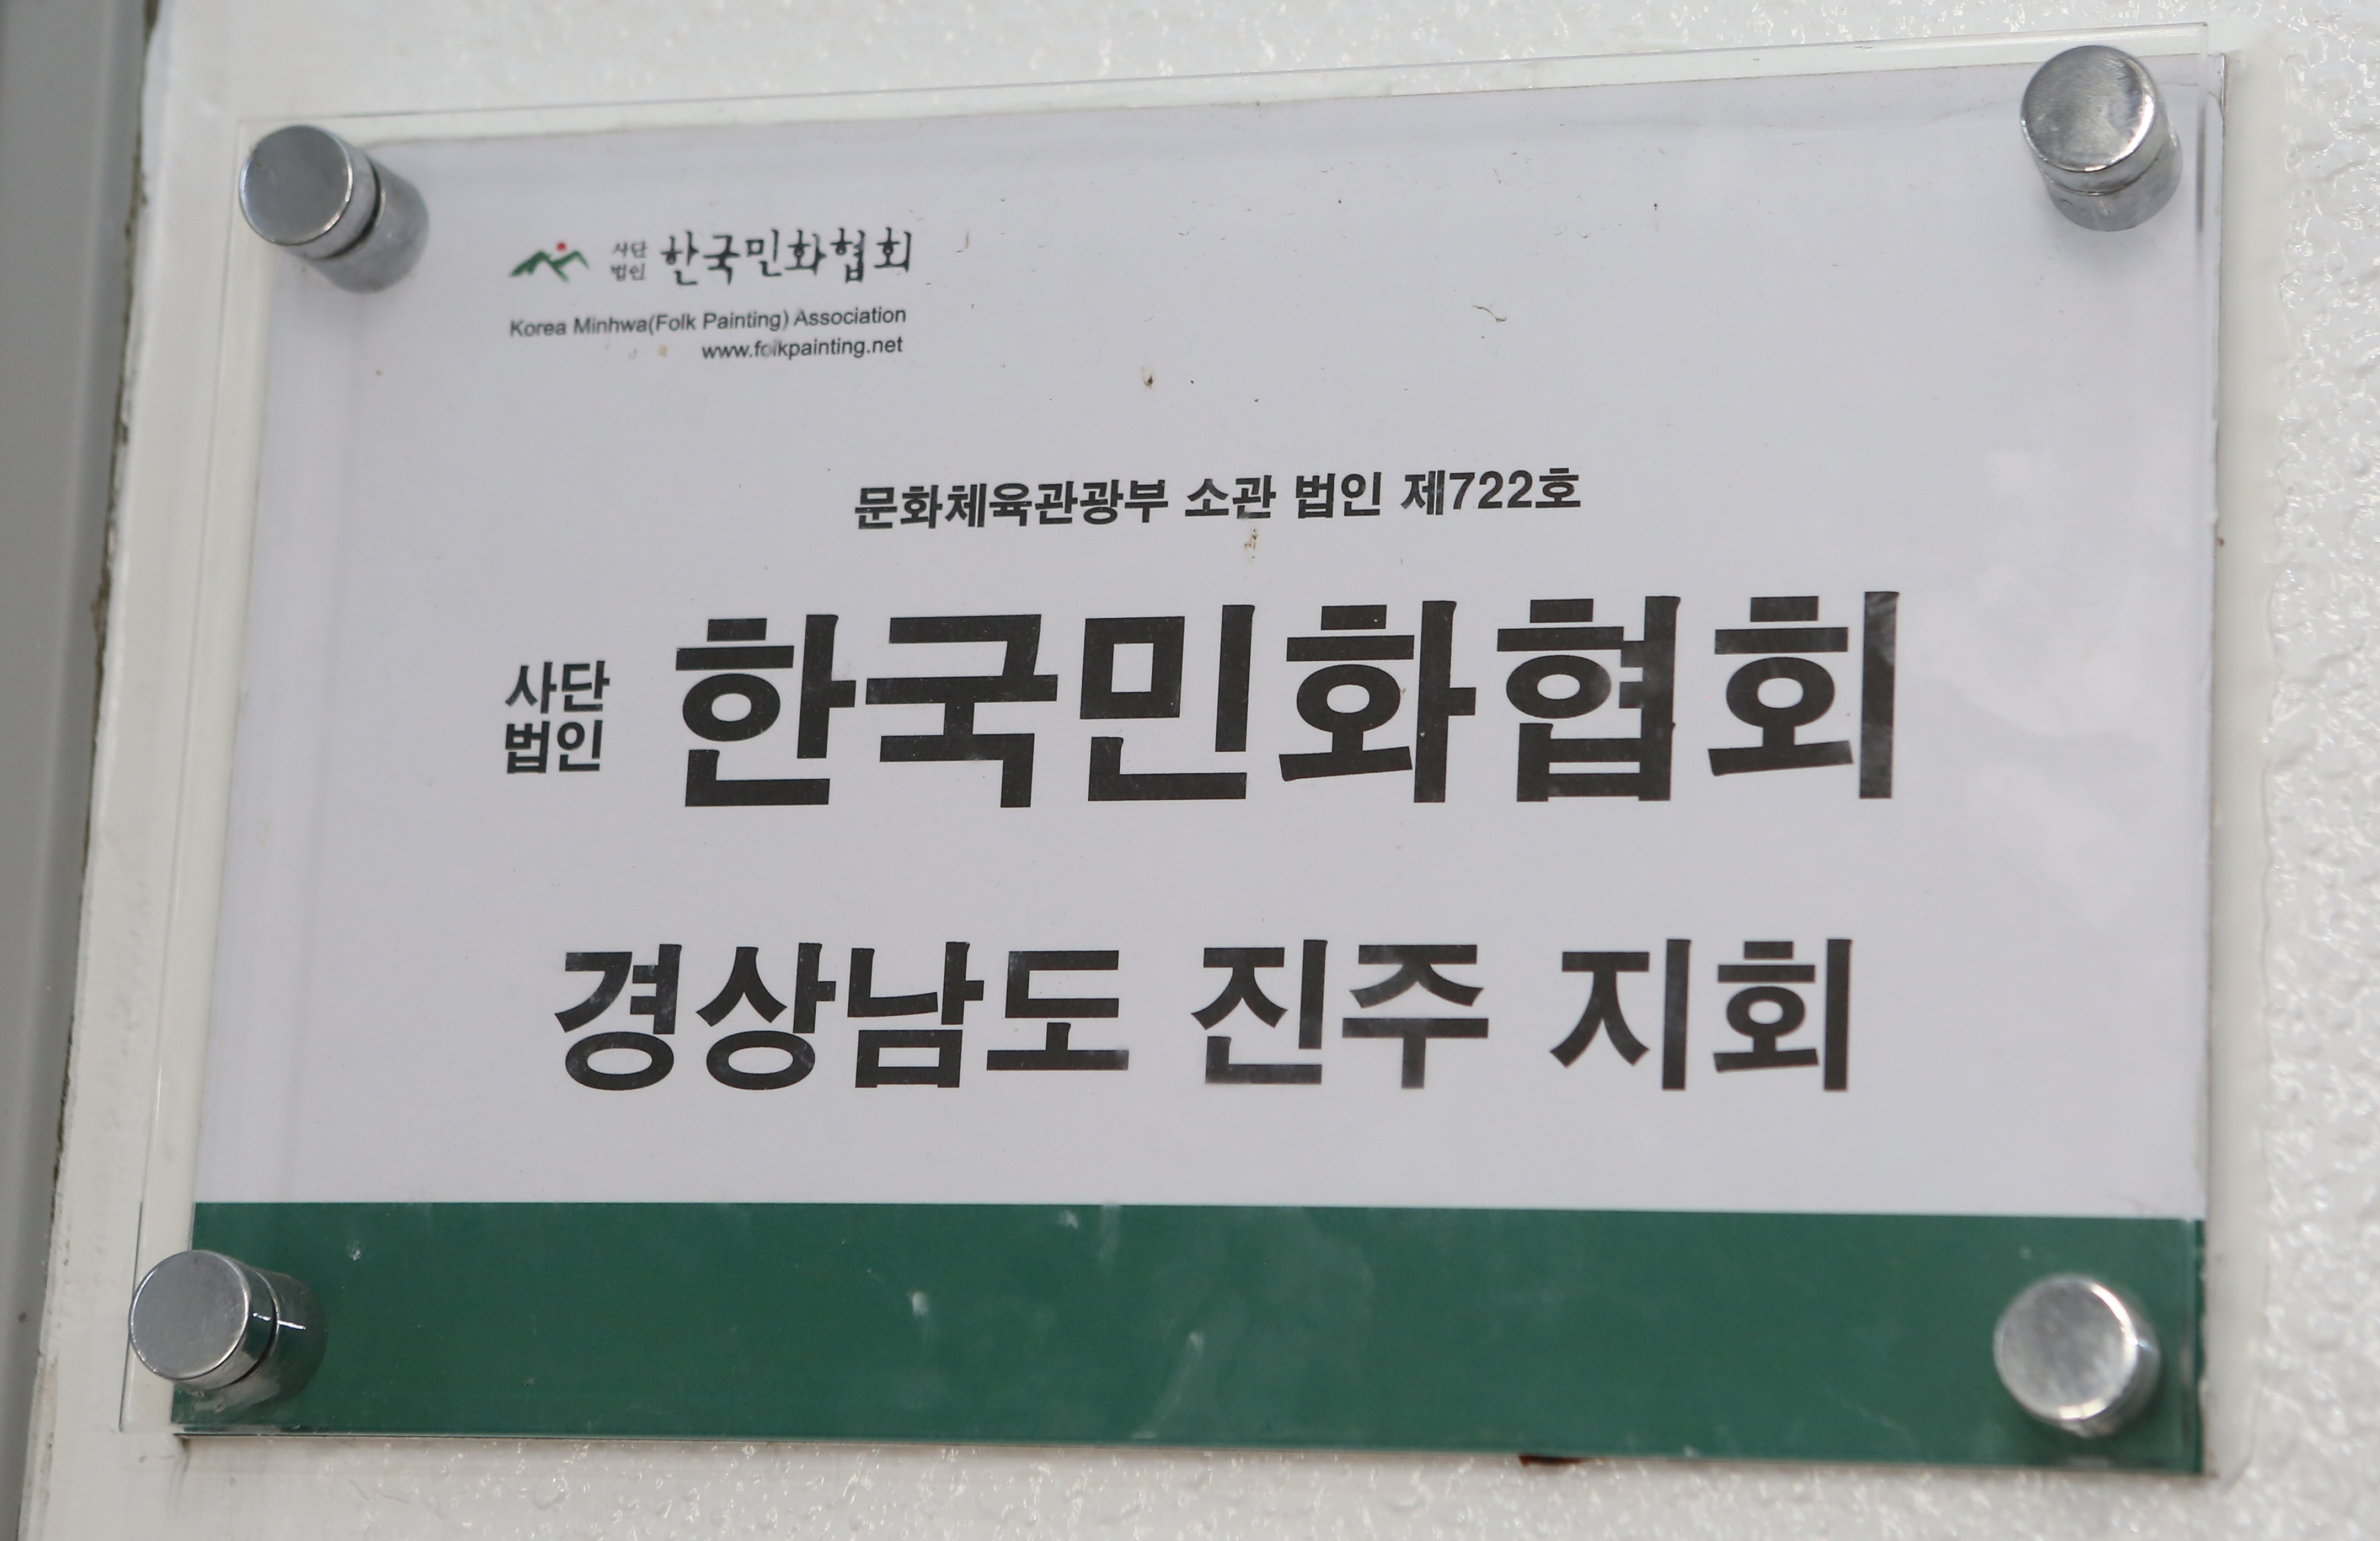 사단
법인 한국민화협회
Korea Minhwa(Folk Painting) Association
www.folkpainting.net
문화체육관광부 소관 법인 제722호
사단
법인 한국민화협회
경상남도 진주 지회